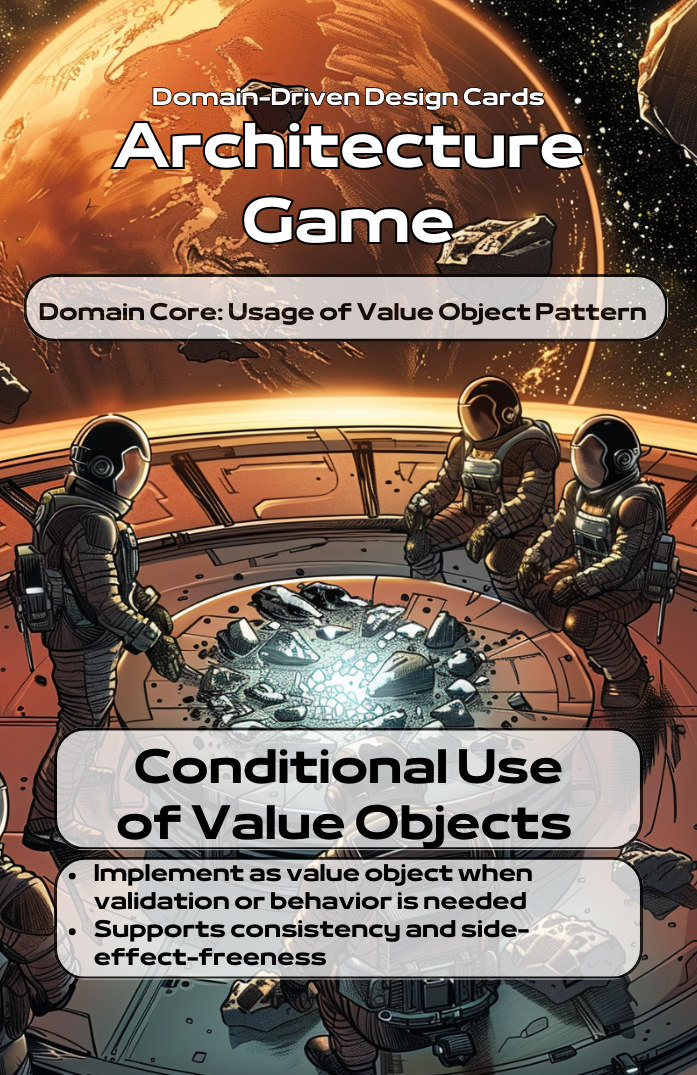 Domain-Driven Design Cards
Architecture
Game
Domain Core: Usage of Value Object Pattern
Conditional Use
of Value Objects
• Implement as value object when
validation or behavior is needed
• Supports consistency and side-
effect-freeness